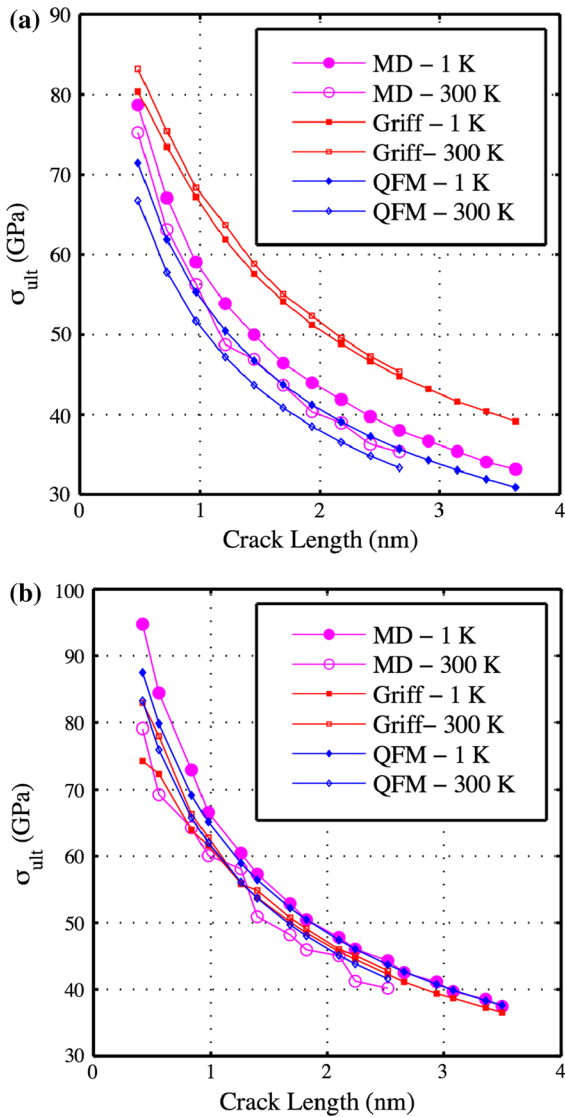 (a)
90
80
70
60
50
40
30
σult (GPa)
MD – 1 K
MD – 300 K
Griff – 1 K
Griff– 300 K
QFM – 1 K
QFM – 300 K
0 1 2 3 4
Crack Length (nm)
(b)
100
90
80
70
60
50
40
30
σult (GPa)
MD – 1 K
MD – 300 K
Griff – 1 K
Griff– 300 K
QFM – 1 K
QFM – 300 K
0 1 2 3 4
Crack Length (nm)